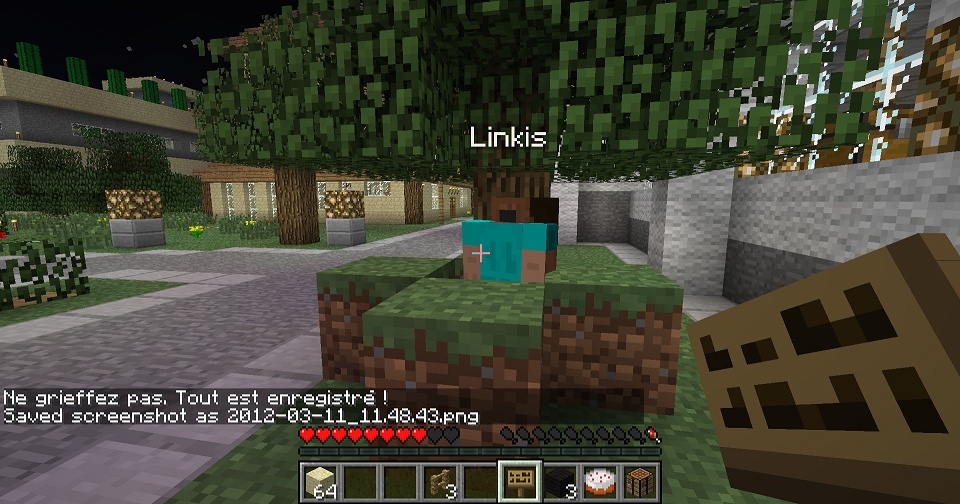 Linkis
Ne grieffez pas. Tout est enregistré !
Saved screenshot as 2012-03-11_11.48.43.png
64
3
3